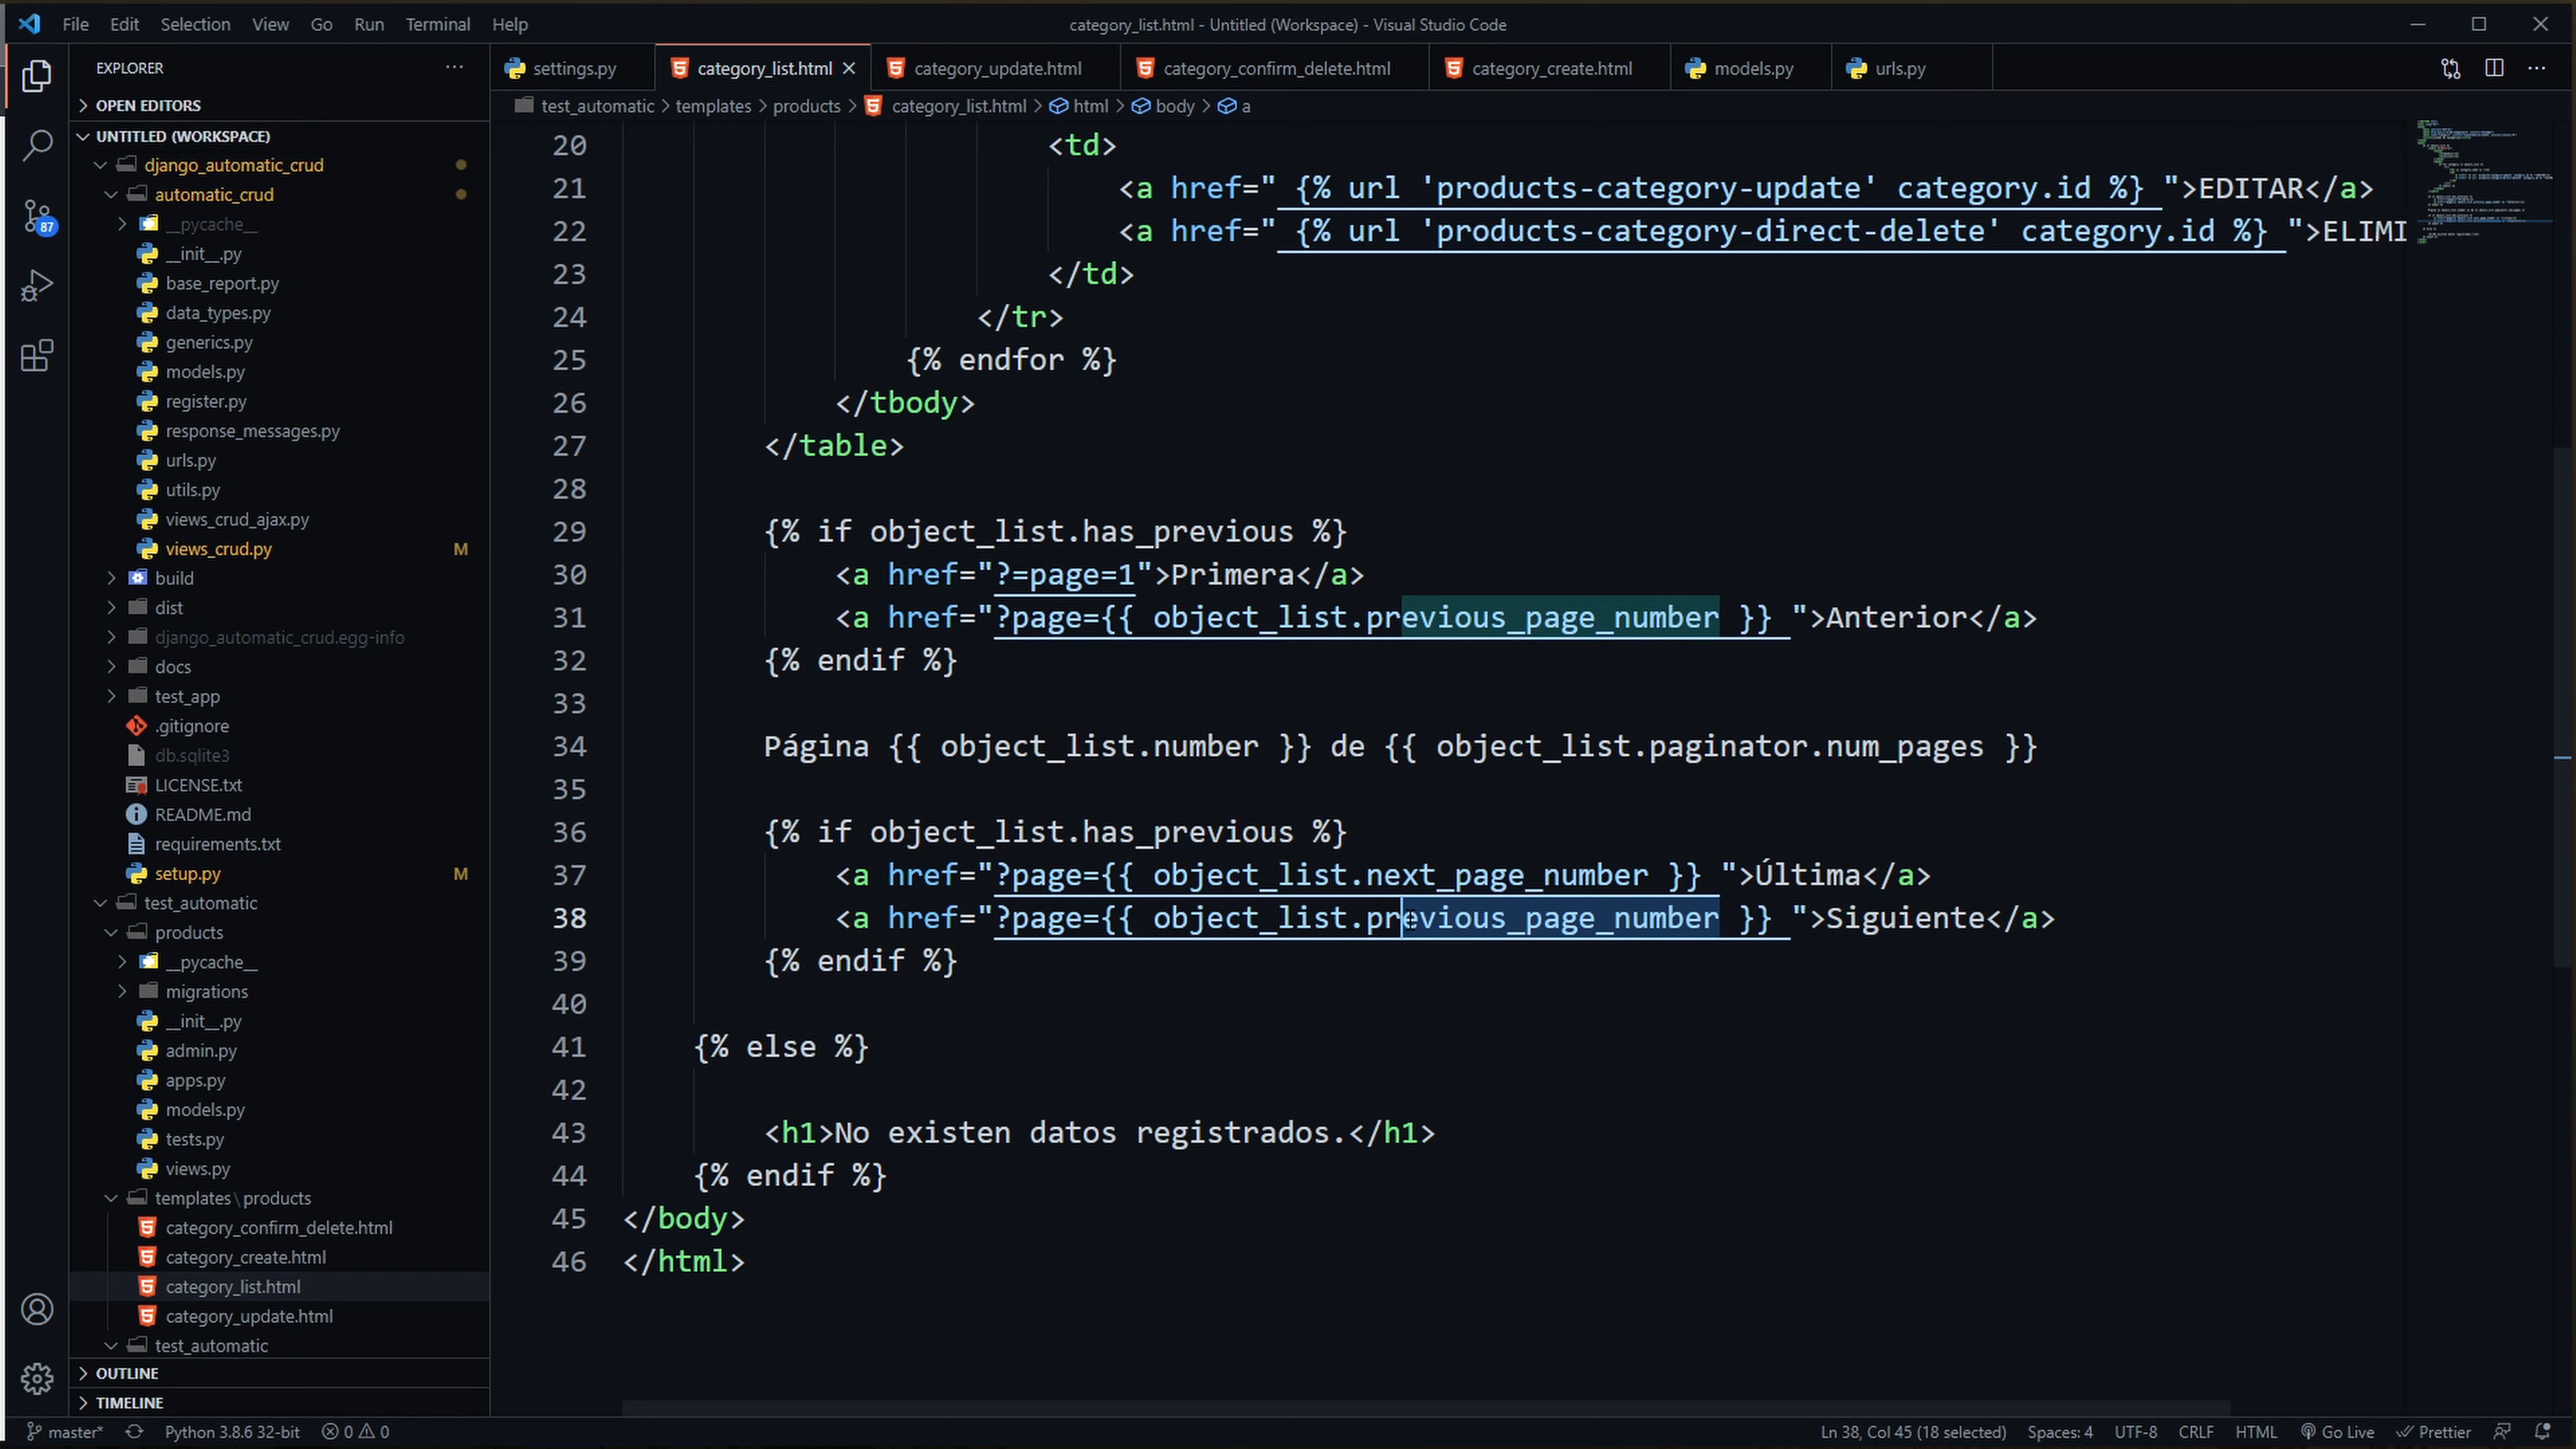 File Edit Selection View Go Run Terminal Help
category_list.html - Untitled (Workspace) - Visual Studio Code
EXPLORER
settings.py category_list.html category_update.html category_confirm_delete.html category_create.html models.py urls.py
OPEN EDITORS
test_automatic > templates > products > category_list.html > html > body > a
UNTITLED (WORKSPACE)
django_automatic_crud
automatic_crud
__pycache__
__init__.py
base_report.py
data_types.py
generics.py
models.py
register.py
response_messages.py
urls.py
utils.py
views_crud_ajax.py
views_crud.py M
build
dist
django_automatic_crud.egg-info
docs
test_app
.gitignore
db.sqlite3
LICENSE.txt
README.md
requirements.txt
setup.py M
test_automatic
products
__pycache__
migrations
__init__.py
admin.py
apps.py
models.py
tests.py
views.py
templates \ products
category_confirm_delete.html
category_create.html
category_list.html
category_update.html
test_automatic
OUTLINE
TIMELINE
87
20 <td>
21 <a href=" {% url 'products-category-update' category.id %} ">EDITAR</a>
22 <a href=" {% url 'products-category-direct-delete' category.id %} ">ELIMI
23 </td>
24 </tr>
25 {% endfor %}
26 </tbody>
27 </table>
28
29 {% if object_list.has_previous %}
30 <a href="?=page=1">Primera</a>
31 <a href="?page={{ object_list.previous_page_number }} ">Anterior</a>
32 {% endif %}
33
34 Página {{ object_list.number }} de {{ object_list.paginator.num_pages }}
35
36 {% if object_list.has_previous %}
37 <a href="?page={{ object_list.next_page_number }} ">Última</a>
38 <a href="?page={{ object_list.previous_page_number }} ">Siguiente</a>
39 {% endif %}
40
41 {% else %}
42
43 <h1>No existen datos registrados.</h1>
44 {% endif %}
45 </body>
46 </html>
master* Python 3.8.6 32-bit 0 0 Ln 38, Col 45 (18 selected) Spaces: 4 UTF-8 CRLF HTML Go Live Prettier